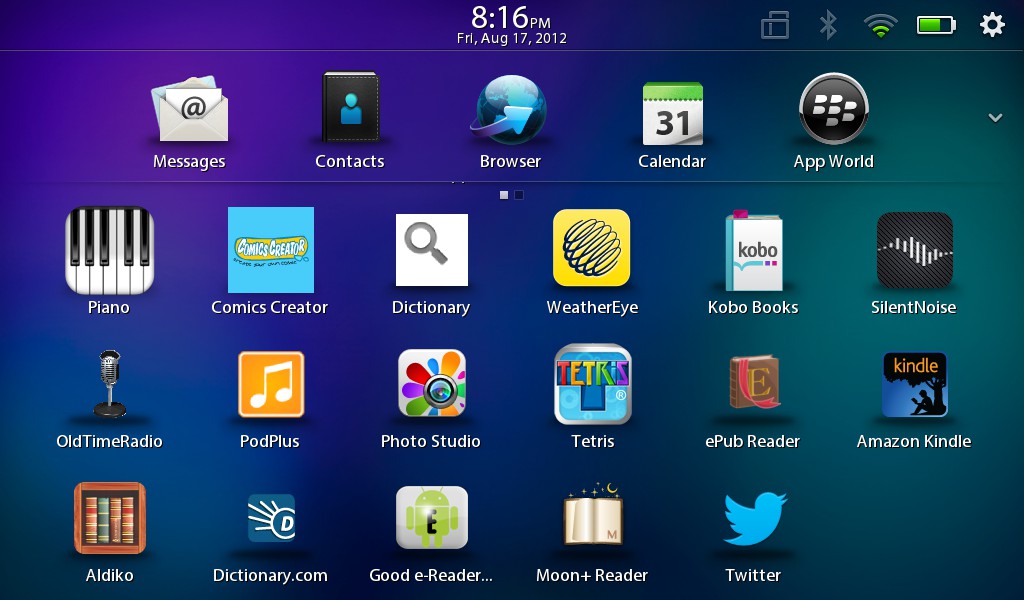 8:16PM
Fri, Aug 17, 2012
@
31
Messages
Contacts
Browser
Calendar
App World
COMICS CREATOR
kobo
Piano
Comics Creator
Dictionary
WeatherEye
Kobo Books
SilentNoise
TETRIS
®
E
kindle
OldTimeRadio
PodPlus
Photo Studio
Tetris
ePub Reader
Amazon Kindle
D
E
M
Aldiko
Dictionary.com
Good e-Reader...
Moon+ Reader
Twitter